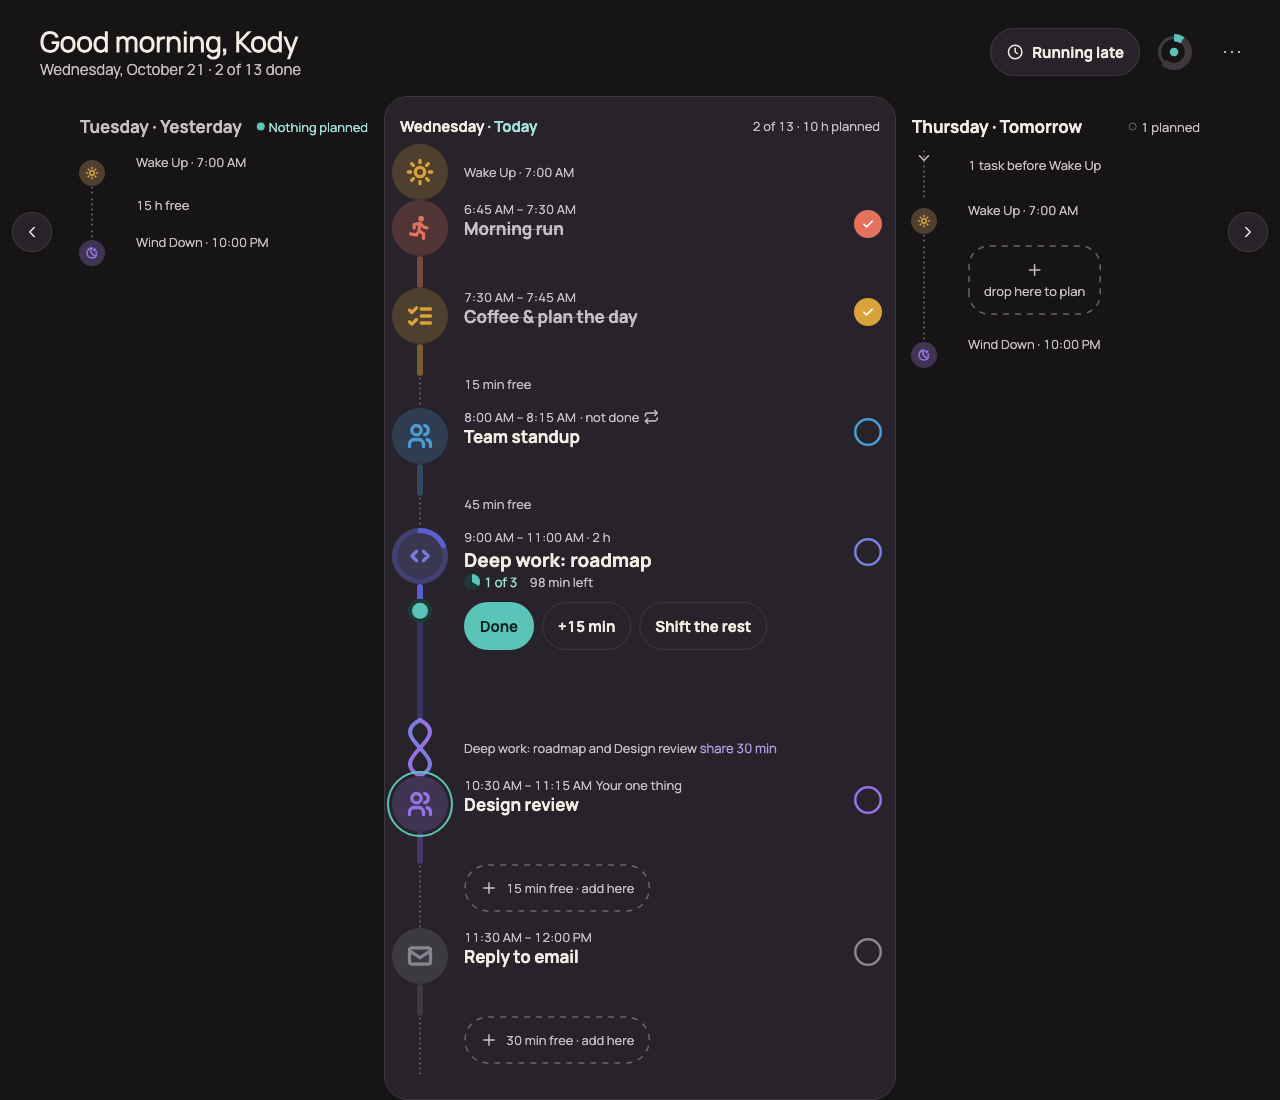 Good morning, Kody
Wednesday, October 21 · 2 of 13 done
Running late
Tuesday · Yesterday
Nothing planned
Wake Up · 7:00 AM
15 h free
Wind Down · 10:00 PM
Wednesday · Today
2 of 13 · 10 h planned
Wake Up · 7:00 AM
6:45 AM – 7:30 AM
Morning run
7:30 AM – 7:45 AM
Coffee & plan the day
15 min free
8:00 AM – 8:15 AM · not done
Team standup
45 min free
9:00 AM – 11:00 AM · 2 h
Deep work: roadmap
1 of 3 98 min left
Done
+15 min
Shift the rest
Deep work: roadmap and Design review share 30 min
10:30 AM – 11:15 AM Your one thing
Design review
15 min free · add here
11:30 AM – 12:00 PM
Reply to email
30 min free · add here
Thursday · Tomorrow
1 planned
1 task before Wake Up
Wake Up · 7:00 AM
drop here to plan
Wind Down · 10:00 PM